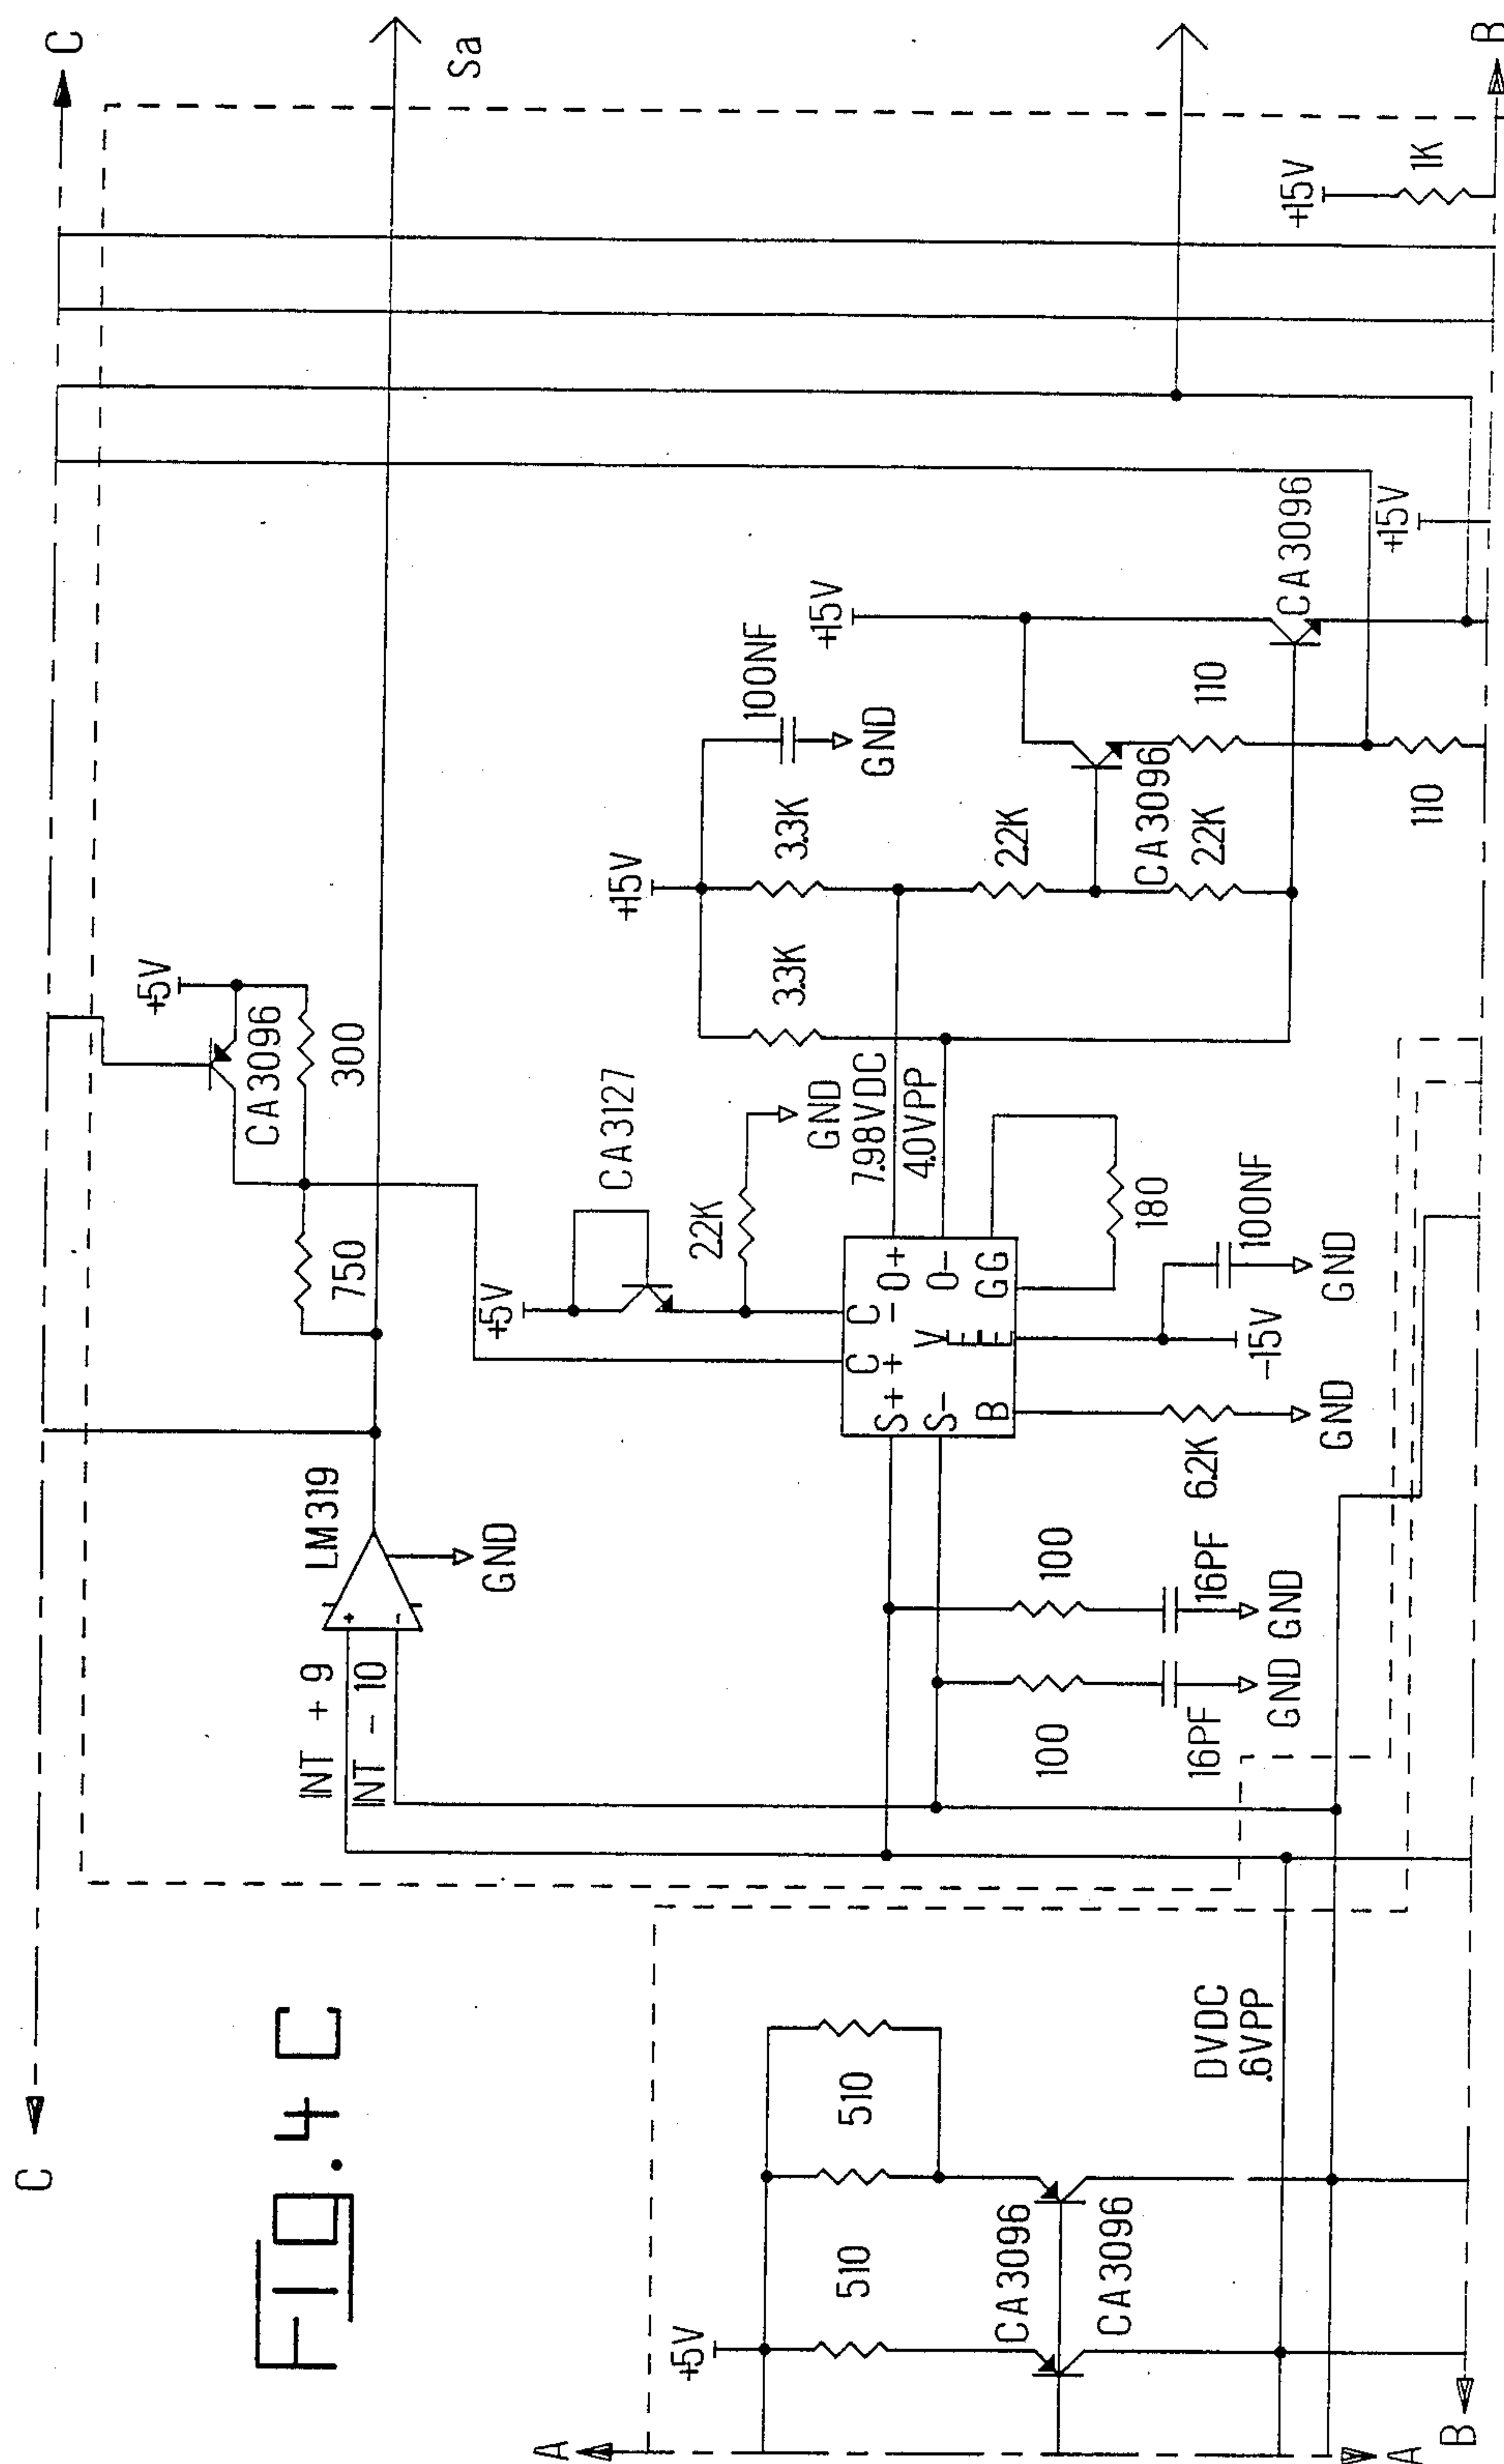 C
C
Sa
+5V
CA3096
300
750
LM319
GND
INT + 9
INT - 10
+5V
CA3127
22K
GND
7.98VDC
4.0VPP
C +
C -
S+
S-
O+
O-
VEE
GG
B
180
100NF
GND
-15V
6.2K
GND
100
16PF
GND
100
16PF
GND
+15V
3.3K
3.3K
100NF
GND
22K
CA3096
22K
+15V
110
CA3096
110
+15V
+15V
1K
B
FIG. 4C
A
+5V
510
510
CA3096
CA3096
DVDC
.6VPP
B
A